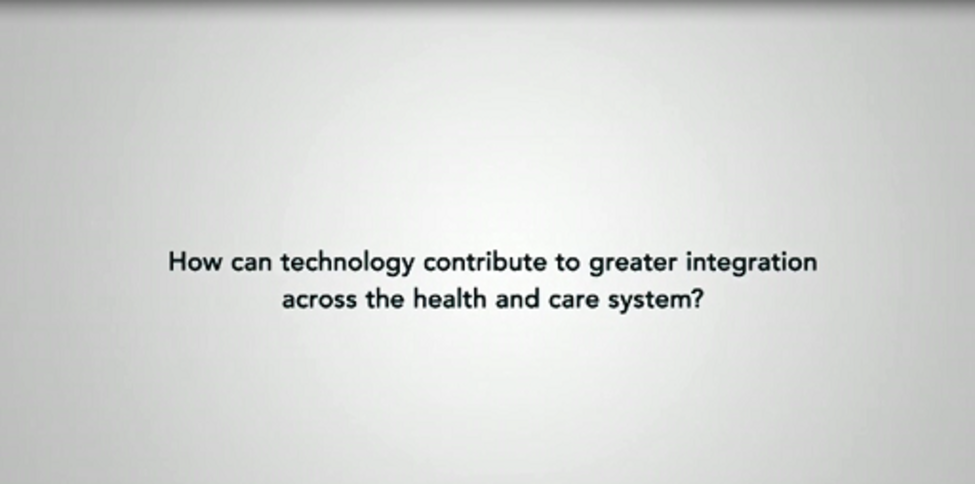 How can technology contribute to greater integration
across the health and care system?